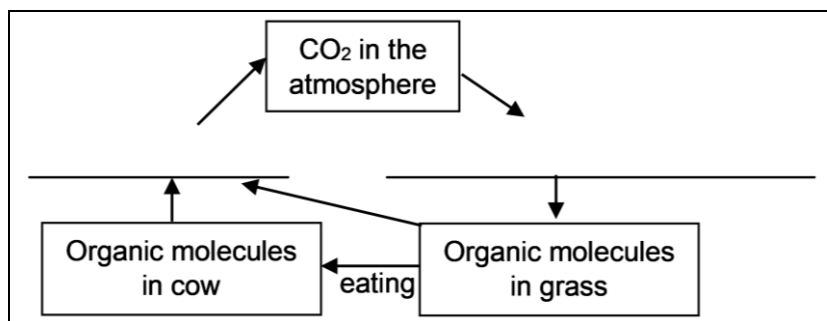 CO₂ in the
atmosphere
Organic molecules
in cow
eating
Organic molecules
in grass